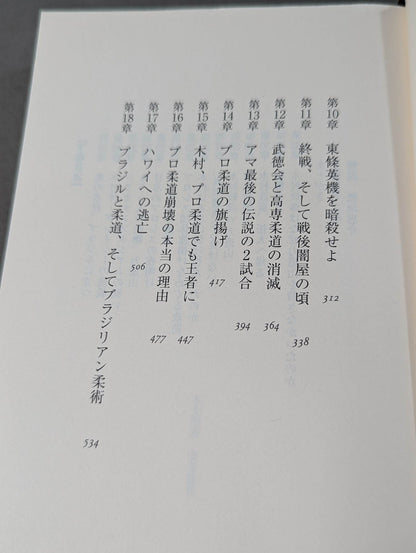 第10章 東條英機を暗殺せよ 312
第11章 終戦、そして戦後闇屋の頃 338
第12章 武徳会と高専柔道の消滅 364
第13章 アマ最後の伝説の2試合 394
第14章 プロ柔道の旗揚げ 417
第15章 木村、プロ柔道でも王者に 447
第16章 プロ柔道崩壊の本当の理由 477
第17章 ハワイへの逃亡 506
第18章 ブラジルと柔道、そしてブラジリアン柔術 534